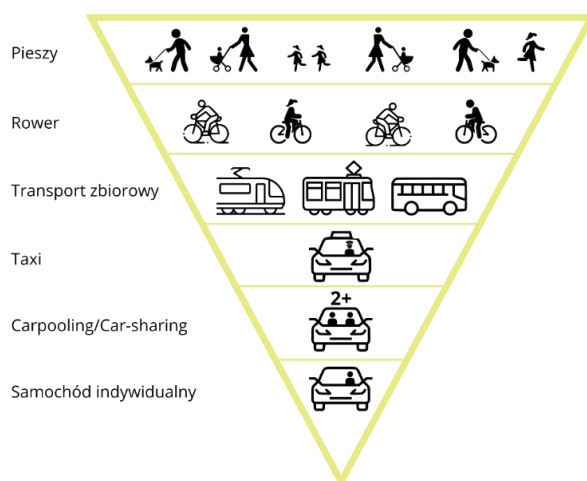 Pieszy
Rower
Transport zbiorowy
Taxi
2+
Carpooling/Car-sharing
Samochód indywidualny